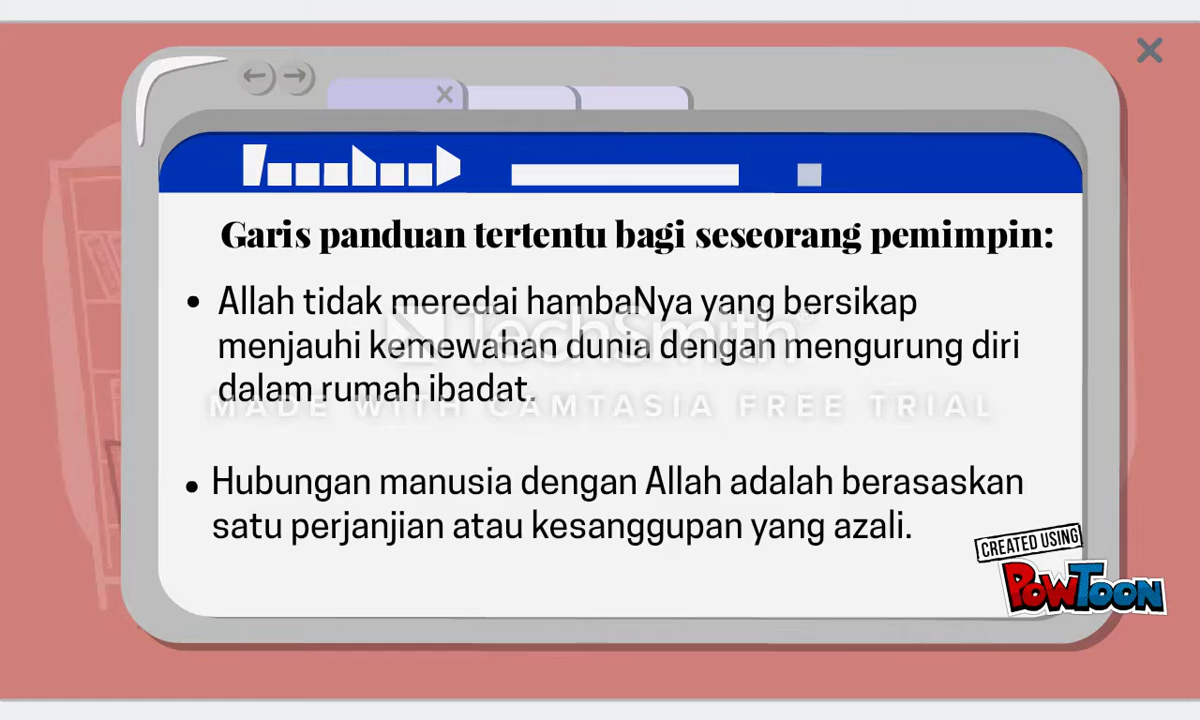 Garis panduan tertentu bagi seseorang pemimpin:
• Allah tidak meredai hambaNya yang bersikap
menjauhi kemewahan dunia dengan mengurung diri
dalam rumah ibadat.
TechSmith®
MADE WITH CAMTASIA FREE TRIAL
• Hubungan manusia dengan Allah adalah berasaskan
satu perjanjian atau kesanggupan yang azali.
CREATED USING
POWTOON